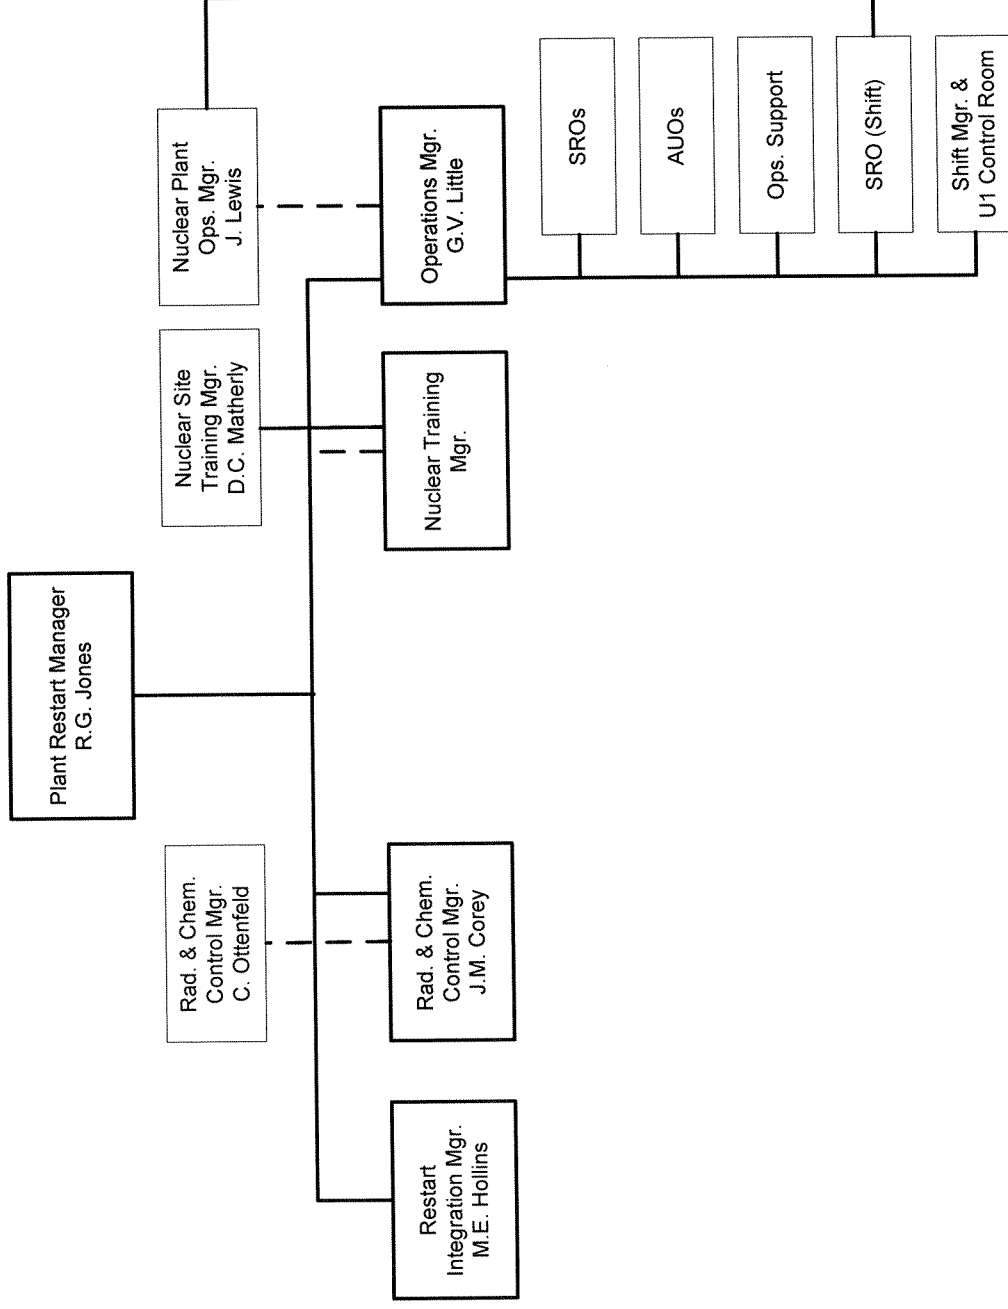 Plant Restart Manager
R.G. Jones
Rad. & Chem.
Control Mgr.
C. Ottenfeld
Nuclear Site
Training Mgr.
D.C. Matherly
Nuclear Plant
Ops. Mgr.
J. Lewis
Restart
Integration Mgr.
M.E. Hollins
Rad. & Chem.
Control Mgr.
J.M. Corey
Nuclear Training
Mgr.
Operations Mgr.
G.V. Little
SROs
AUOs
Ops. Support
SRO (Shift)
Shift Mgr. &
U1 Control Room